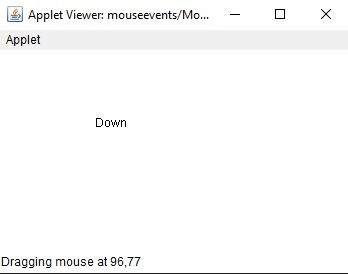 Applet Viewer: mouseevents/Mo...
Applet
Down
Dragging mouse at 96,77